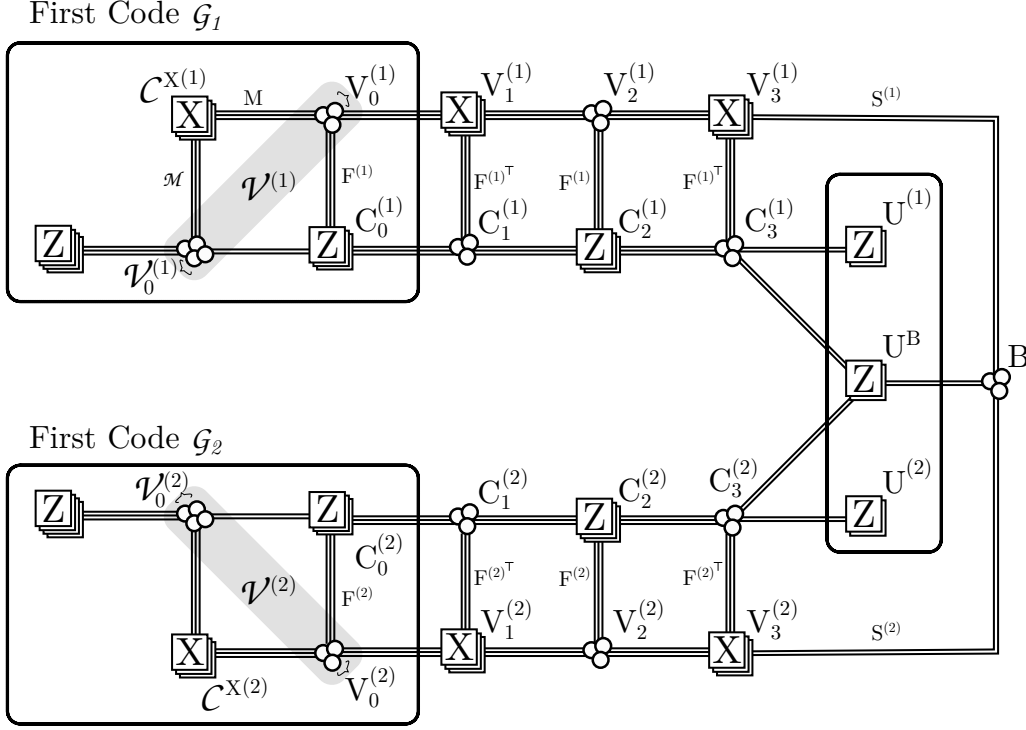 First Code 𝒢₁
𝒞^X(1) M V₀^(1) V₁^(1) V₂^(1) V₃^(1) S^(1)
X X X
ℳ 𝒱^(1) F^(1) F^(1)ᵀ F^(1) F^(1)ᵀ
C₀^(1) C₁^(1) C₂^(1) C₃^(1) U^(1)
Z Z Z Z
𝒱₀^(1)
U^B B
Z
First Code 𝒢₂
𝒱₀^(2) C₁^(2) C₂^(2) C₃^(2) U^(2)
Z Z Z Z
C₀^(2)
𝒱^(2) F^(2) F^(2)ᵀ F^(2) F^(2)ᵀ
V₁^(2) V₂^(2) V₃^(2) S^(2)
X X X
𝒞^X(2) V₀^(2)